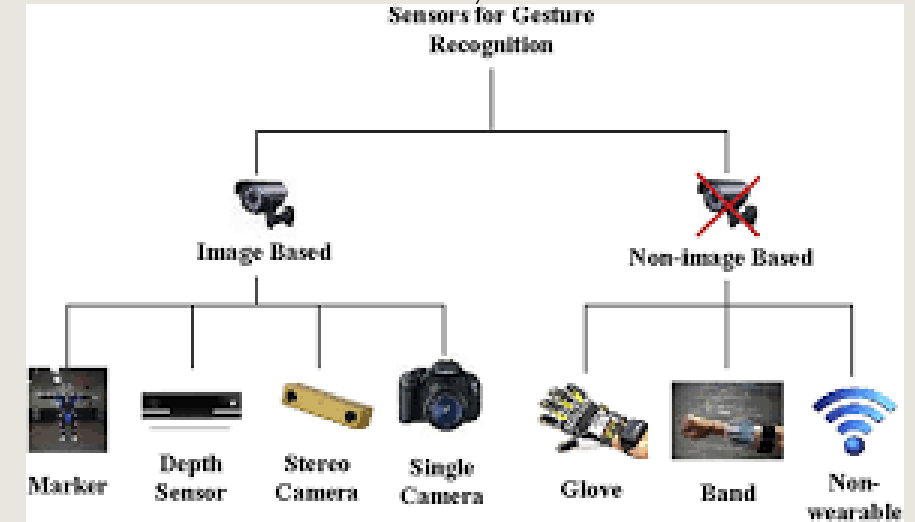 Sensors for Gesture
Recognition
Image Based
Non-image Based
Marker
Depth
Sensor
Stereo
Camera
Single
Camera
Glove
Band
Non-
wearable